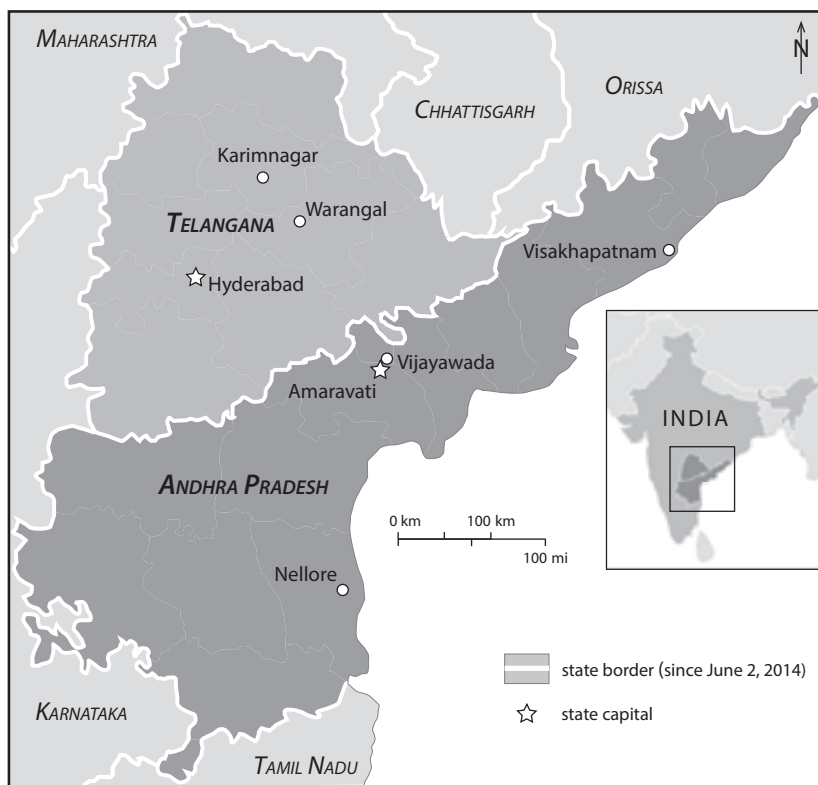 MAHARASHTRA
N
ORISSA
CHHATTISGARH
Karimnagar
TELANGANA
Warangal
Visakhapatnam
Hyderabad
Vijayawada
Amaravati
INDIA
ANDHRA PRADESH
0 km 100 km
100 mi
Nellore
state border (since June 2, 2014)
KARNATAKA
state capital
TAMIL NADU